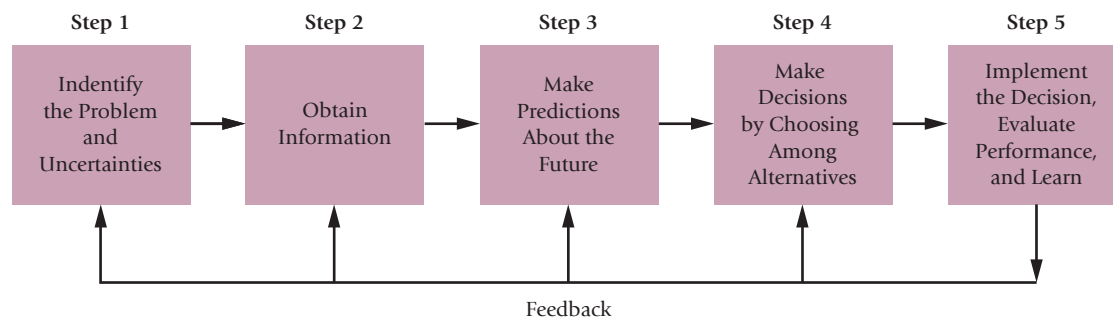 Step 1
Indentify
the Problem
and
Uncertainties
Step 2
Obtain
Information
Step 3
Make
Predictions
About the
Future
Step 4
Make
Decisions
by Choosing
Among
Alternatives
Step 5
Implement
the Decision,
Evaluate
Performance,
and Learn
Feedback